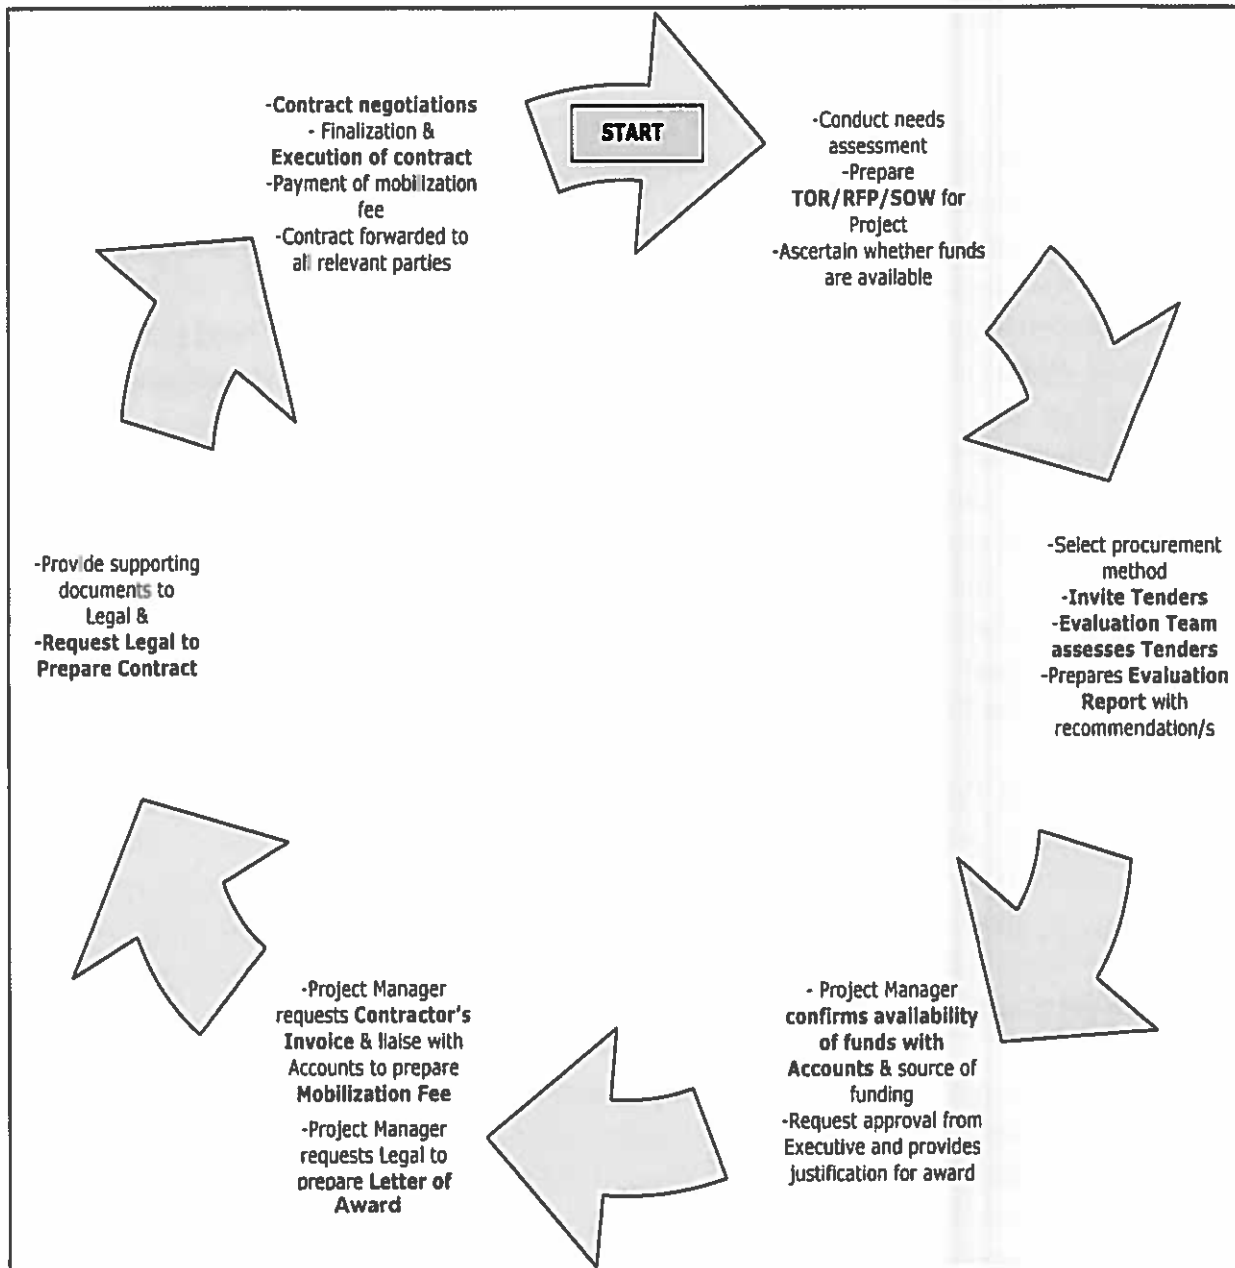 START
-Conduct needs
assessment
-Prepare
TOR/RFP/SOW for
Project
-Ascertain whether funds
are available
-Select procurement
method
-Invite Tenders
-Evaluation Team
assesses Tenders
-Prepares Evaluation
Report with
recommendation/s
- Project Manager
confirms availability
of funds with
Accounts & source of
funding
-Request approval from
Executive and provides
justification for award
-Project Manager
requests Contractor's
Invoice & liaise with
Accounts to prepare
Mobilization Fee
-Project Manager
requests Legal to
prepare Letter of
Award
-Provide supporting
documents to
Legal &
-Request Legal to
Prepare Contract
-Contract negotiations
- Finalization &
Execution of contract
-Payment of mobilization
fee
-Contract forwarded to
all relevant parties